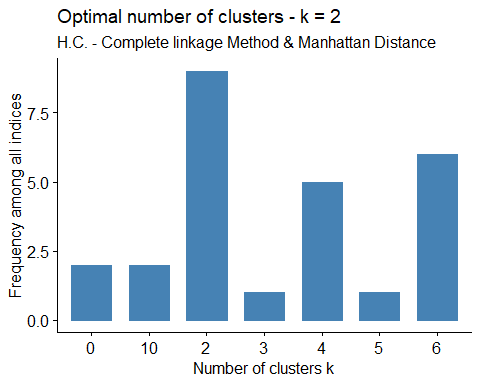 Optimal number of clusters - k = 2
H.C. - Complete linkage Method & Manhattan Distance
Frequency among all indices
7.5
5.0
2.5
0.0
0 10 2 3 4 5 6
Number of clusters k